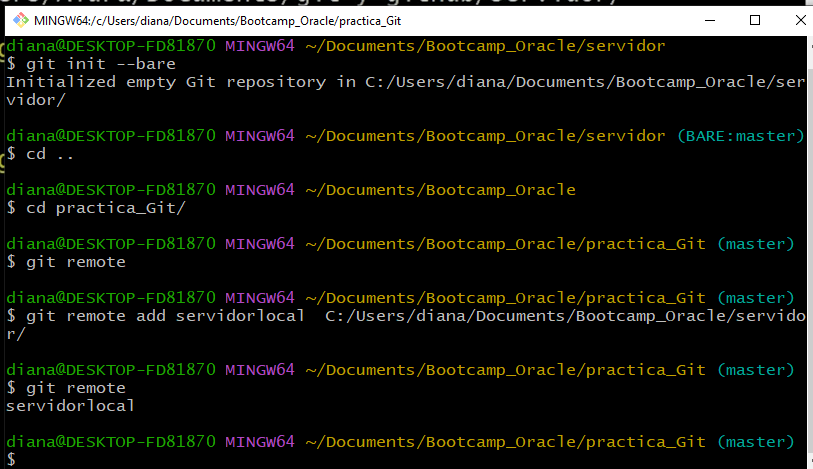 MINGW64:/c/Users/diana/Documents/Bootcamp_Oracle/practica_Git
diana@DESKTOP-FD81870 MINGW64 ~/Documents/Bootcamp_Oracle/servidor
$ git init --bare
Initialized empty Git repository in C:/Users/diana/Documents/Bootcamp_Oracle/ser
vidor/
diana@DESKTOP-FD81870 MINGW64 ~/Documents/Bootcamp_Oracle/servidor (BARE:master)
$ cd ..
diana@DESKTOP-FD81870 MINGW64 ~/Documents/Bootcamp_Oracle
$ cd practica_Git/
diana@DESKTOP-FD81870 MINGW64 ~/Documents/Bootcamp_Oracle/practica_Git (master)
$ git remote
diana@DESKTOP-FD81870 MINGW64 ~/Documents/Bootcamp_Oracle/practica_Git (master)
$ git remote add servidorlocal  C:/Users/diana/Documents/Bootcamp_Oracle/servido
r/
diana@DESKTOP-FD81870 MINGW64 ~/Documents/Bootcamp_Oracle/practica_Git (master)
$ git remote
servidorlocal
diana@DESKTOP-FD81870 MINGW64 ~/Documents/Bootcamp_Oracle/practica_Git (master)
$